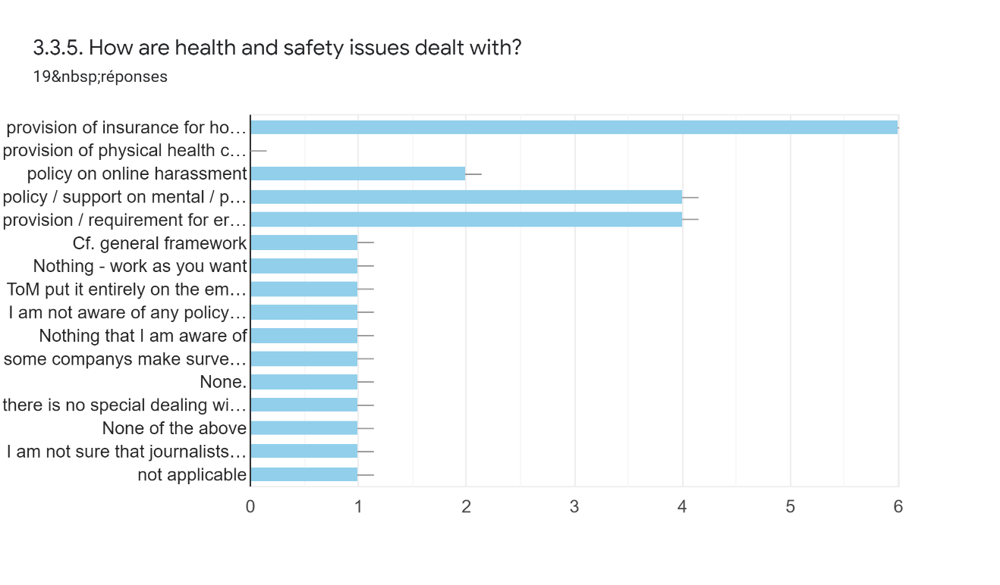 3.3.5. How are health and safety issues dealt with?
19&nbsp;réponses
provision of insurance for ho…
provision of physical health c…
policy on online harassment
policy / support on mental / p…
provision / requirement for er…
Cf. general framework
Nothing - work as you want
ToM put it entirely on the em…
I am not aware of any policy…
Nothing that I am aware of
some companys make surve…
None.
there is no special dealing wi…
None of the above
I am not sure that journalists…
not applicable
0 1 2 3 4 5 6